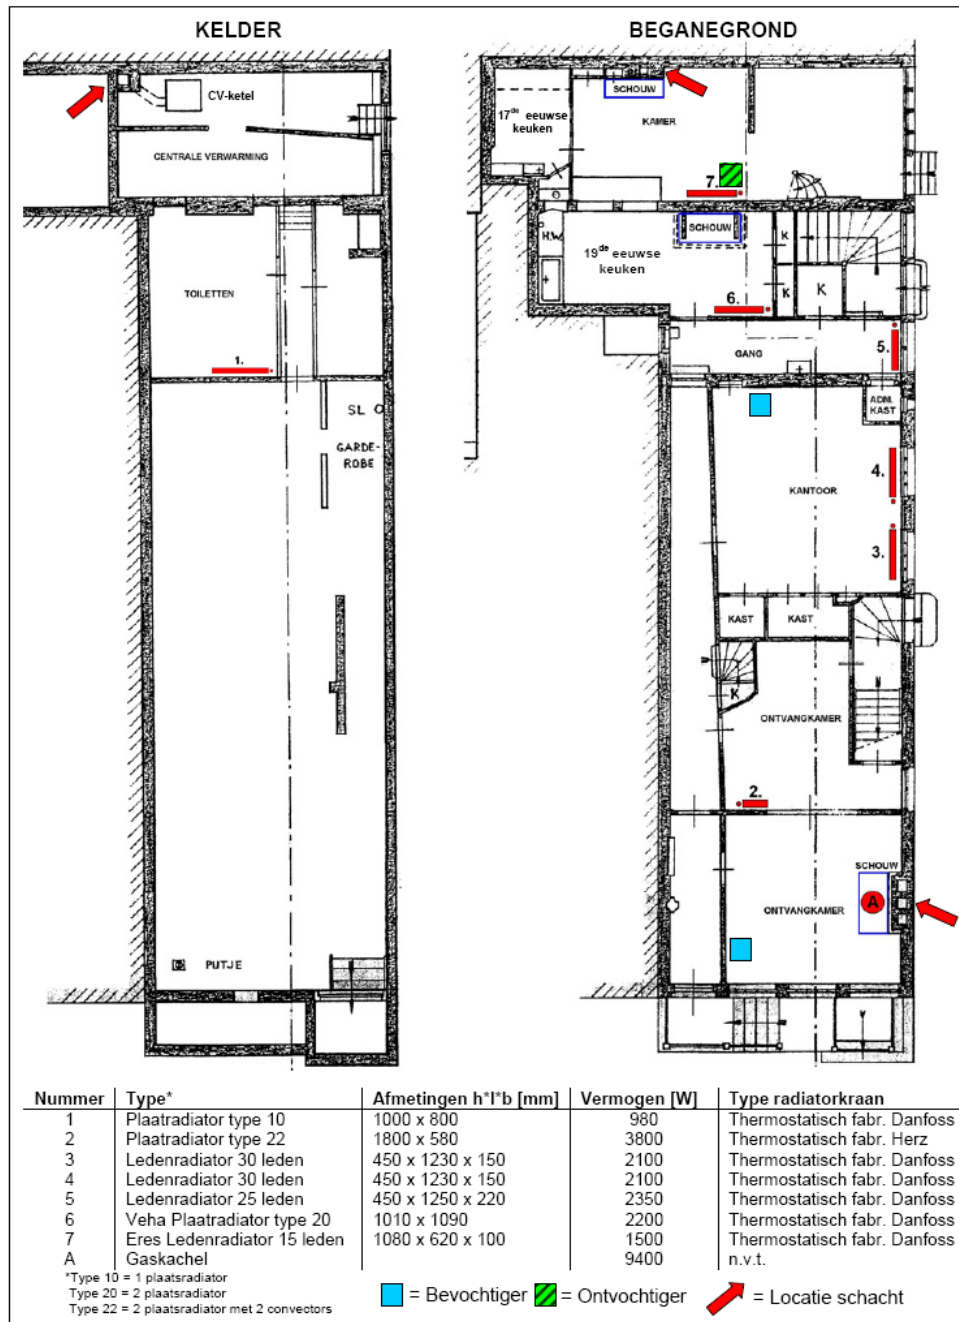 KELDER
BEGANEGROND
CV-ketel
CENTRALE VERWARMING
TOILETTEN
1.
SL
GARDE-
ROBE
PUTJE
SCHOUW
17de eeuwse
keuken
KAMER
7.
H.W.
SCHOUW
K
19de eeuwse
keuken
K
K
6.
5.
GANG
ADM.
KAST
4.
KANTOOR
3.
KAST
KAST
K
ONTVANGKAMER
2.
SCHOUW
A
ONTVANGKAMER
Nummer Type* Afmetingen h*l*b [mm] Vermogen [W] Type radiatorkraan
1 Plaatradiator type 10 1000 x 800 980 Thermostatisch fabr. Danfoss
2 Plaatradiator type 22 1800 x 580 3800 Thermostatisch fabr. Herz
3 Ledenradiator 30 leden 450 x 1230 x 150 2100 Thermostatisch fabr. Danfoss
4 Ledenradiator 30 leden 450 x 1230 x 150 2100 Thermostatisch fabr. Danfoss
5 Ledenradiator 25 leden 450 x 1250 x 220 2350 Thermostatisch fabr. Danfoss
6 Veha Plaatradiator type 20 1010 x 1090 2200 Thermostatisch fabr. Danfoss
7 Eres Ledenradiator 15 leden 1080 x 620 x 100 1500 Thermostatisch fabr. Danfoss
A Gaskachel 9400 n.v.t.
*Type 10 = 1 plaatsradiator
Type 20 = 2 plaatsradiator
Type 22 = 2 plaatsradiator met 2 convectors
= Bevochtiger = Ontvochtiger = Locatie schacht